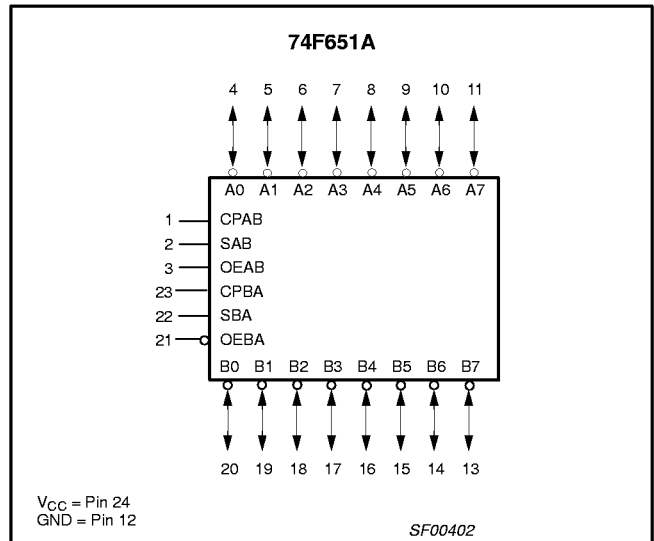 74F651A
4 5 6 7 8 9 10 11
A0 A1 A2 A3 A4 A5 A6 A7
1 CPAB
2 SAB
3 OEAB
23 CPBA
22 SBA
21 OEBA
B0 B1 B2 B3 B4 B5 B6 B7
20 19 18 17 16 15 14 13
VCC = Pin 24
GND = Pin 12
SF00402